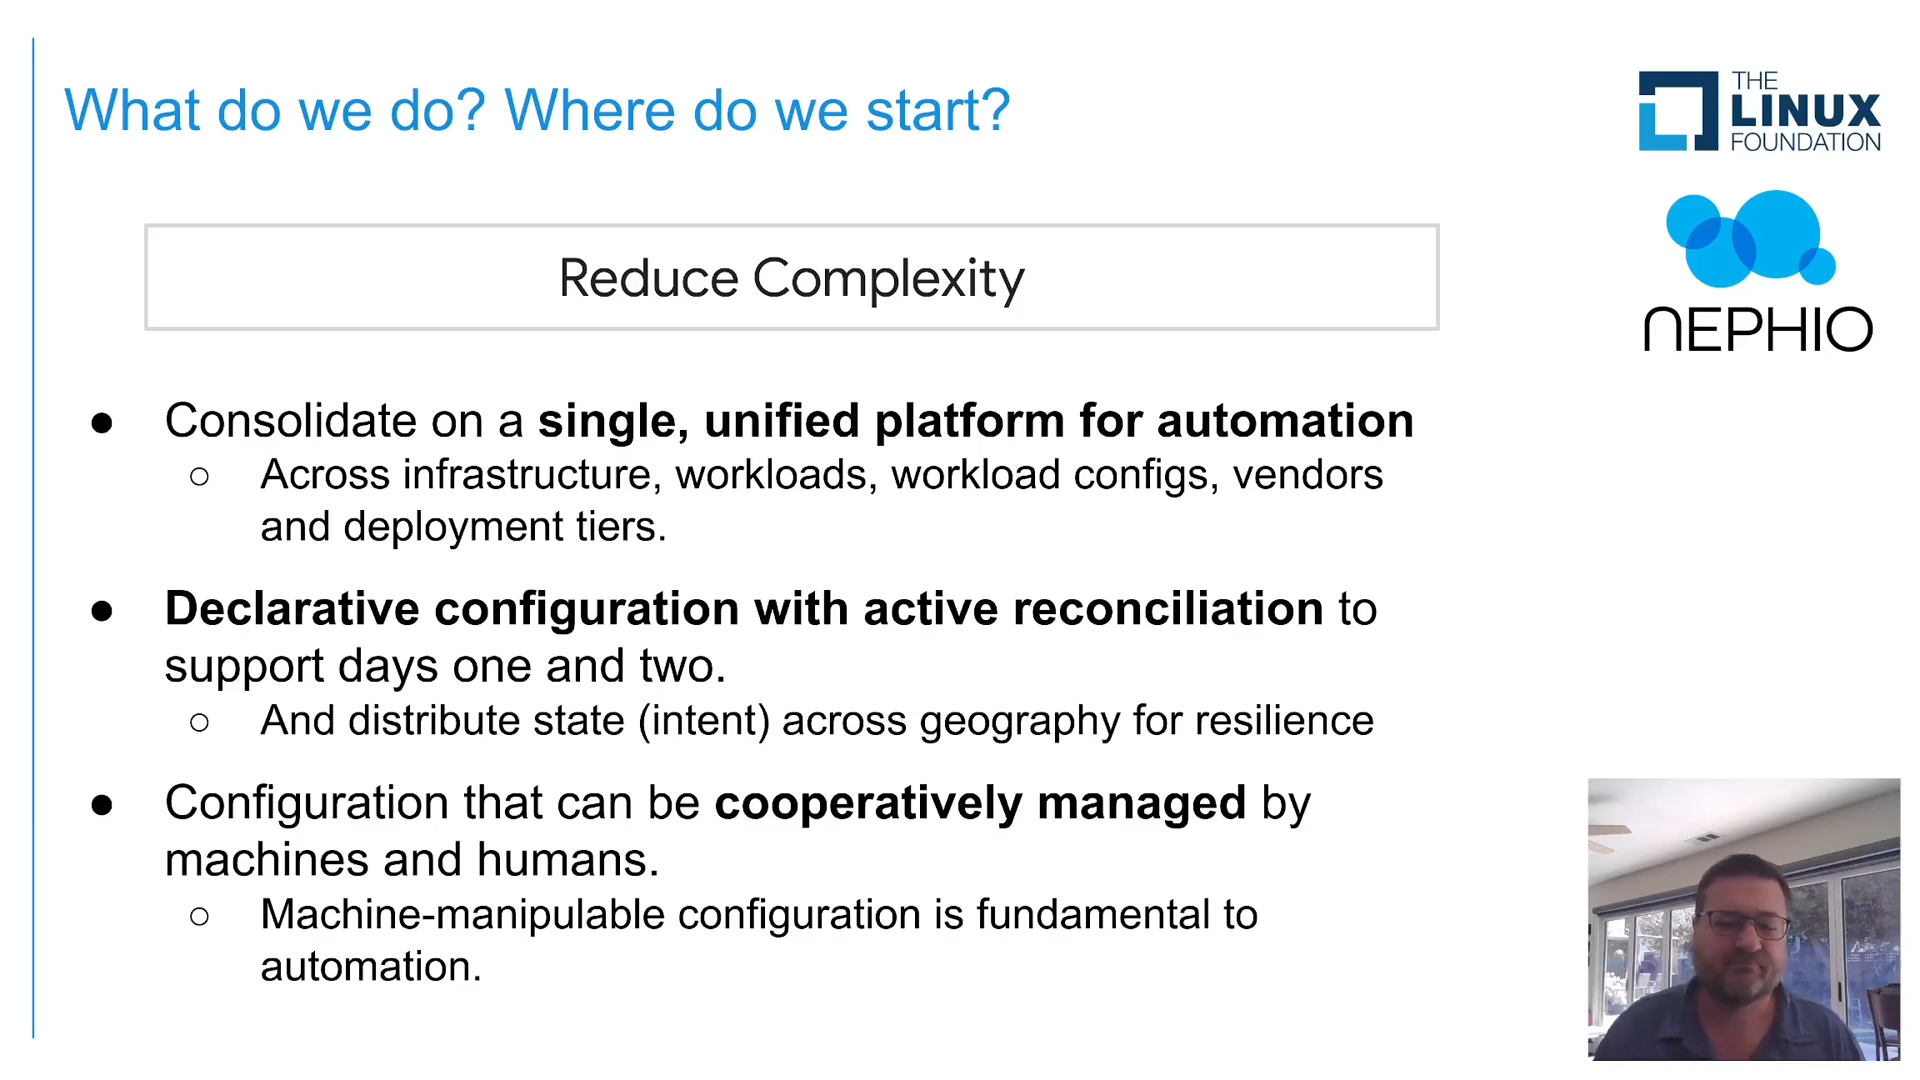 What do we do? Where do we start?
THE
LINUX
FOUNDATION
NEPHIO
Reduce Complexity
● Consolidate on a single, unified platform for automation
○ Across infrastructure, workloads, workload configs, vendors
and deployment tiers.
● Declarative configuration with active reconciliation to
support days one and two.
○ And distribute state (intent) across geography for resilience
● Configuration that can be cooperatively managed by
machines and humans.
○ Machine-manipulable configuration is fundamental to
automation.